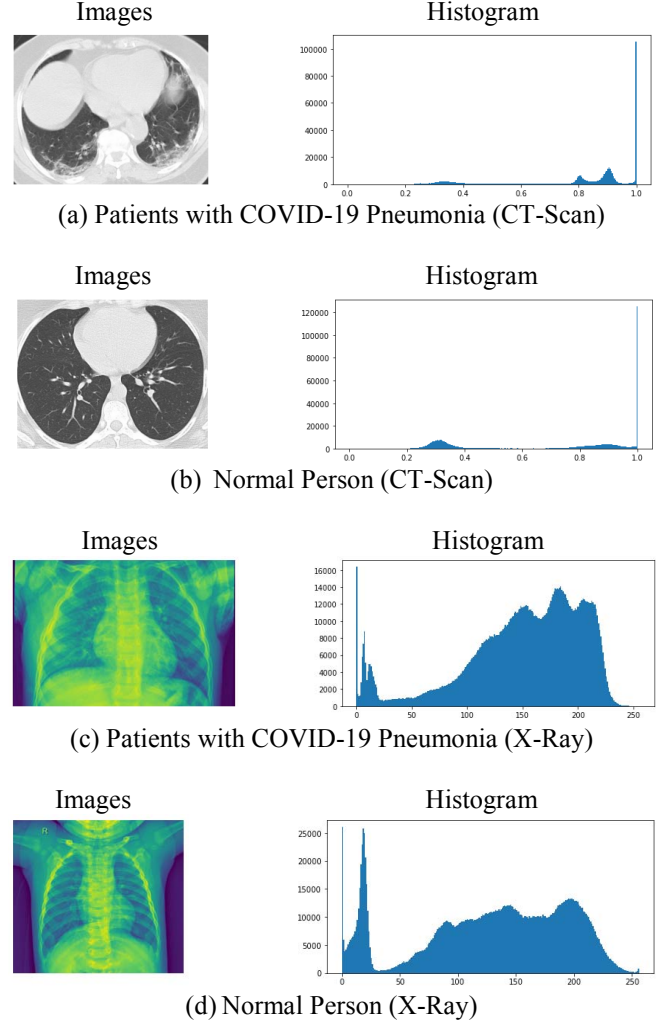 Images Histogram
100000
80000
60000
40000
20000
0
0.0 0.2 0.4 0.6 0.8 1.0
(a) Patients with COVID-19 Pneumonia (CT-Scan)
Images Histogram
120000
100000
80000
60000
40000
20000
0
0.0 0.2 0.4 0.6 0.8 1.0
(b) Normal Person (CT-Scan)
Images Histogram
16000
14000
12000
10000
8000
6000
4000
2000
0
0 50 100 150 200 250
(c) Patients with COVID-19 Pneumonia (X-Ray)
Images Histogram
R
25000
20000
15000
10000
5000
0
0 50 100 150 200 250
(d) Normal Person (X-Ray)